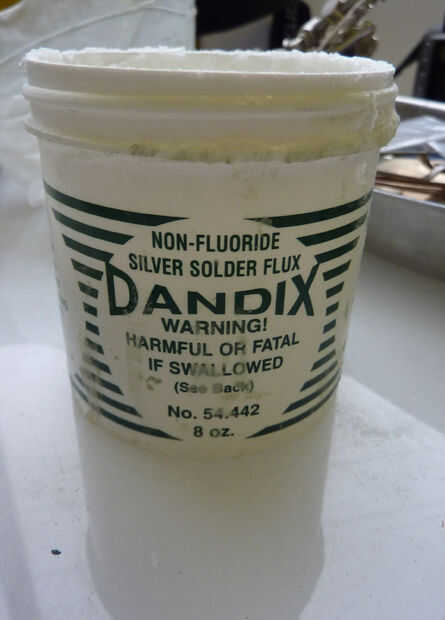 NON-FLUORIDE
SILVER SOLDER FLUX
DANDIX
WARNING!
HARMFUL OR FATAL
IF SWALLOWED
(See Back)
No. 54.442
8 oz.